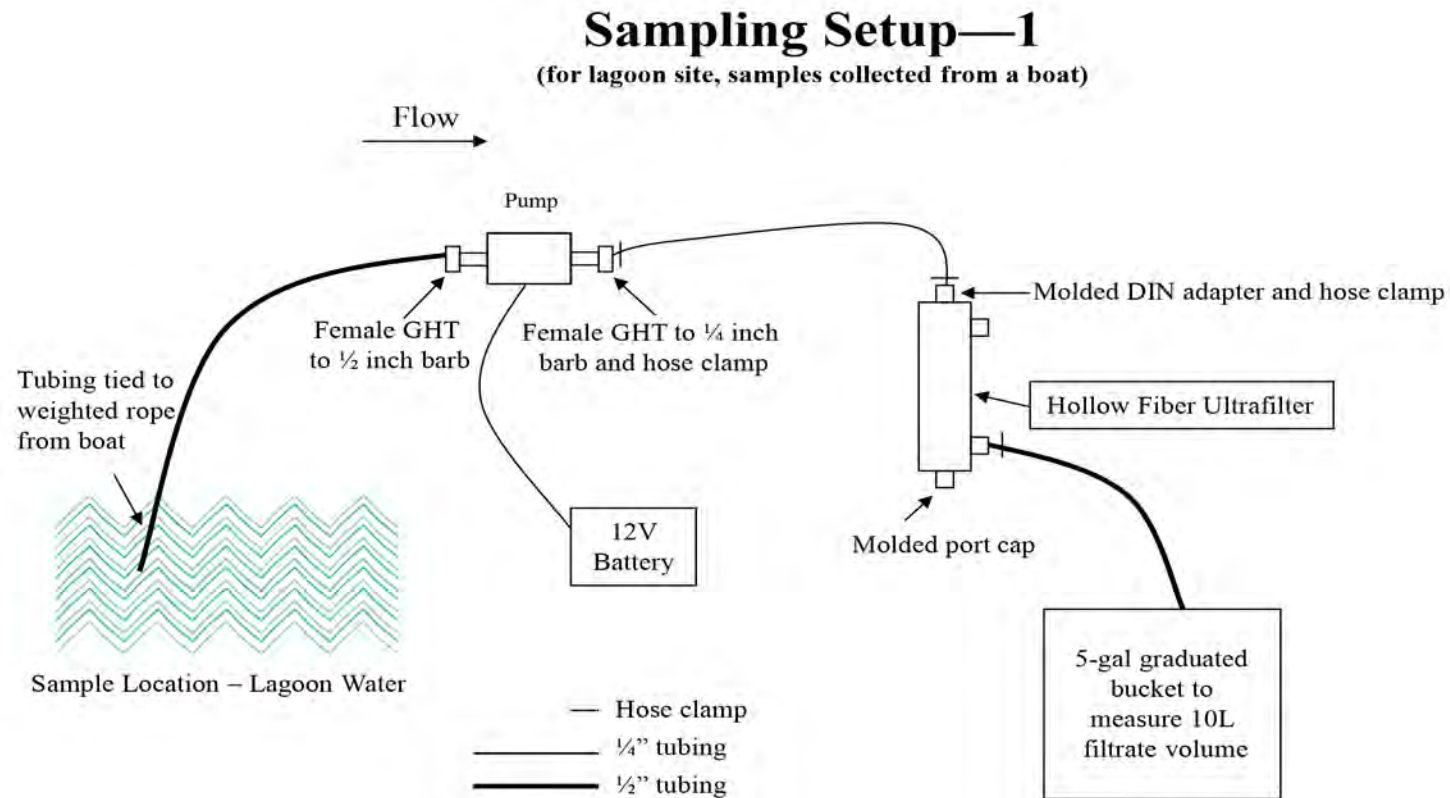 Sampling Setup—1
(for lagoon site, samples collected from a boat)
Flow
Pump
Female GHT
to ½ inch barb
Female GHT to ¼ inch
barb and hose clamp
Molded DIN adapter and hose clamp
Tubing tied to
weighted rope
from boat
Hollow Fiber Ultrafilter
12V
Battery
Molded port cap
Sample Location – Lagoon Water
5-gal graduated
bucket to
measure 10L
filtrate volume
Hose clamp
¼” tubing
½” tubing